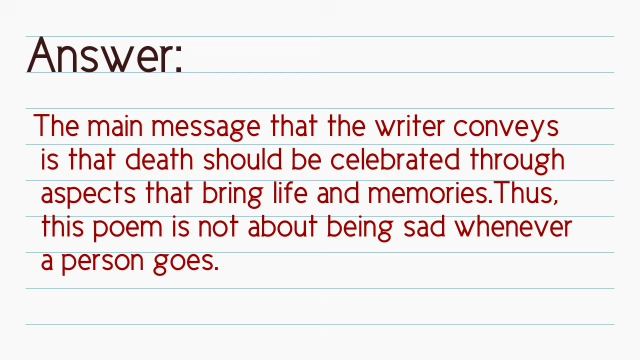 Answer:
The main message that the writer conveys
is that death should be celebrated through
aspects that bring life and memories.Thus,
this poem is not about being sad whenever
a person goes.